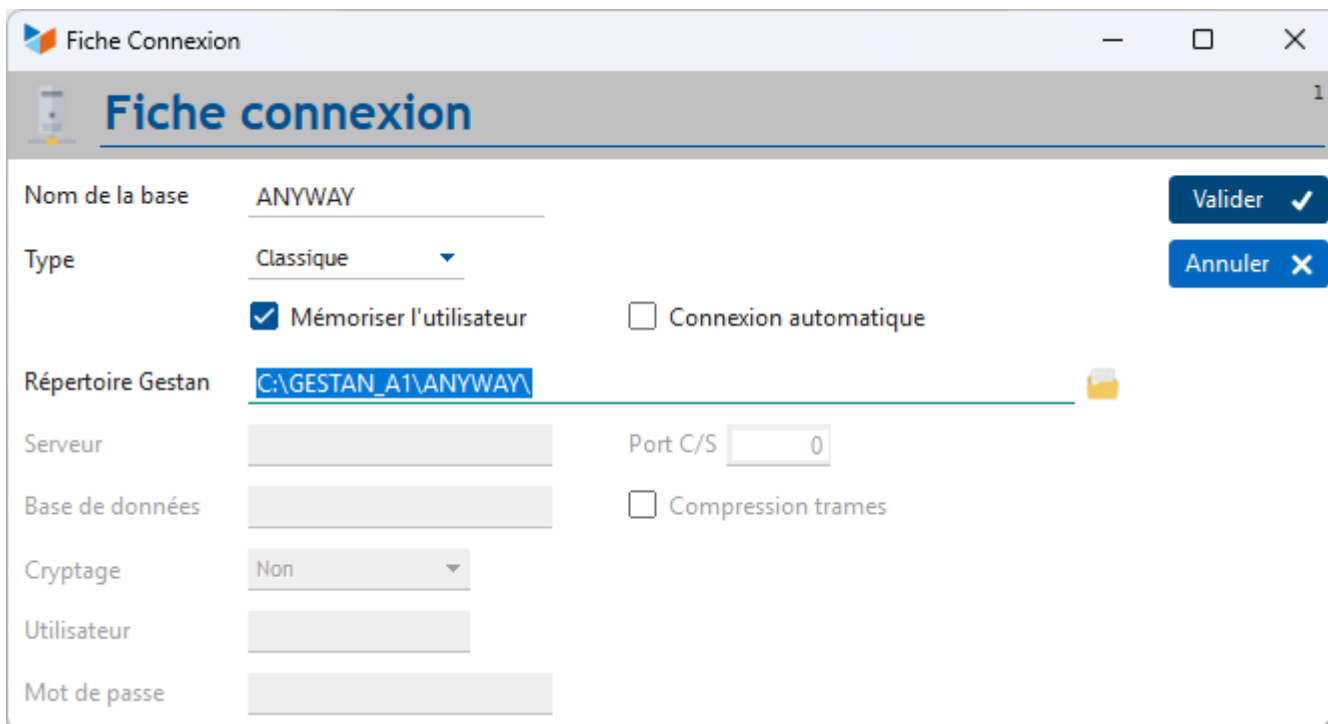 Fiche Connexion
Fiche connexion
1
Nom de la base ANYWAY
Valider
Type Classique
Annuler
Mémoriser l'utilisateur Connexion automatique
Répertoire Gestan C:\GESTAN_A1\ANYWAY\
Serveur Port C/S 0
Base de données Compression trames
Cryptage Non
Utilisateur
Mot de passe